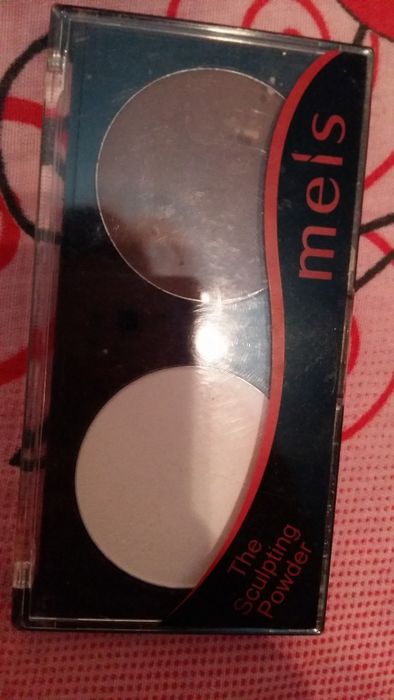 meis
The
Sculpting
Powder